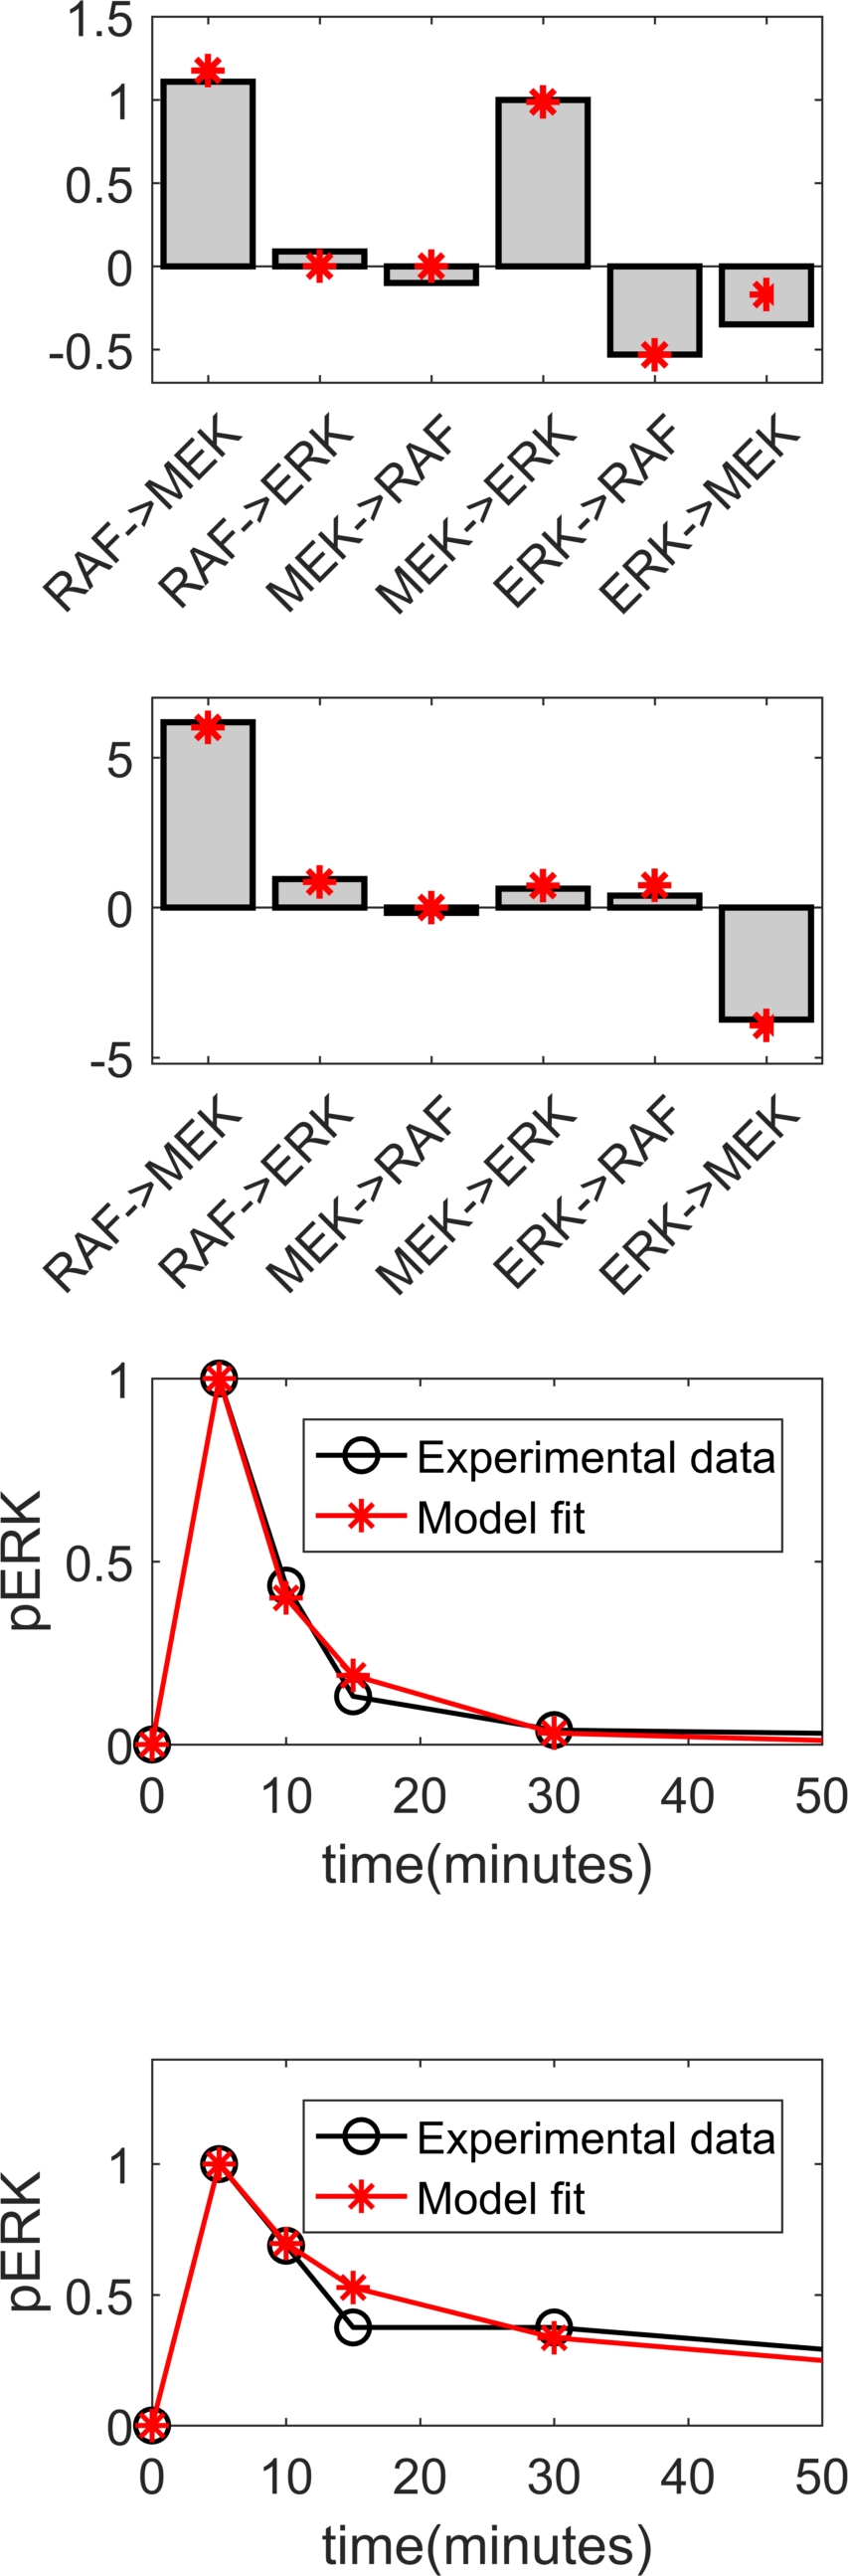 1.5
1
0.5
0
-0.5
RAF->MEK
RAF->ERK
MEK->RAF
MEK->ERK
ERK->RAF
ERK->MEK
5
0
-5
RAF->MEK
RAF->ERK
MEK->RAF
MEK->ERK
ERK->RAF
ERK->MEK
1
Experimental data
Model fit
pERK
0.5
0
0 10 20 30 40 50
time(minutes)
Experimental data
Model fit
1
pERK
0.5
0
0 10 20 30 40 50
time(minutes)